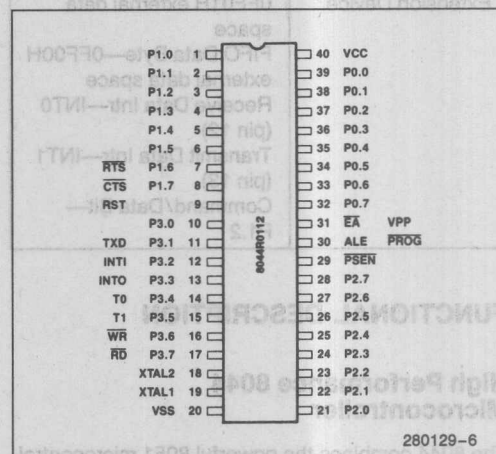 P1.0 1 40 VCC
P1.1 2 39 P0.0
P1.2 3 38 P0.1
P1.3 4 37 P0.2
P1.4 5 36 P0.3
P1.5 6 35 P0.4
RTS P1.6 7 34 P0.5
CTS P1.7 8 33 P0.6
RST 9 32 P0.7
P3.0 10 31 EA VPP
TXD P3.1 11 30 ALE PROG
INTI P3.2 12 29 PSEN
INTO P3.3 13 28 P2.7
T0 P3.4 14 27 P2.6
T1 P3.5 15 26 P2.5
WR P3.6 16 25 P2.4
RD P3.7 17 24 P2.3
XTAL2 18 23 P2.2
XTAL1 19 22 P2.1
VSS 20 21 P2.0
8044R0112
280129–6